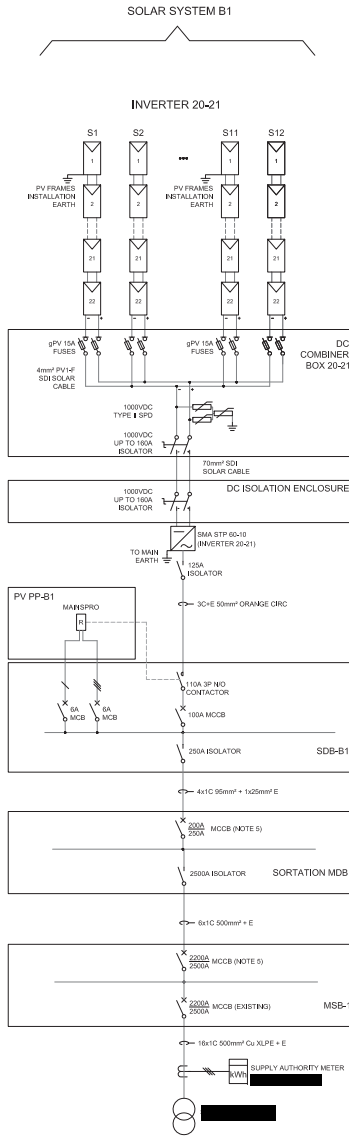 SOLAR SYSTEM B1
INVERTER 20-21
S1
S2
S11
S12
1
1
1
1
PV FRAMES
INSTALLATION
EARTH
PV FRAMES
INSTALLATION
EARTH
2
2
2
2
21
21
21
21
22
22
22
22
- +
- +
- +
- +
gPV 15A
FUSES
gPV 15A
FUSES
DC
COMBINER
BOX 20-21
4mm² PV1-F
SDI SOLAR
CABLE
1000VDC
TYPE II SPD
1000VDC
UP TO 160A
ISOLATOR
70mm² SDI
SOLAR CABLE
DC ISOLATION ENCLOSURE
1000VDC
UP TO 160A
ISOLATOR
SMA STP 60-10
(INVERTER 20-21)
TO MAIN
EARTH
125A
ISOLATOR
3C+E 50mm² ORANGE CIRC
PV PP-B1
MAINSPRO
R
110A 3P N/O
CONTACTOR
6A
MCB
6A
MCB
100A MCCB
250A ISOLATOR
SDB-B1
4x1C 95mm² + 1x25mm² E
200A
250A
MCCB (NOTE 5)
2500A ISOLATOR
SORTATION MDB
6x1C 500mm² + E
2200A
2500A
MCCB (NOTE 5)
2200A
2500A
MCCB (EXISTING)
MSB-1
16x1C 500mm² Cu XLPE + E
kWh
SUPPLY AUTHORITY METER